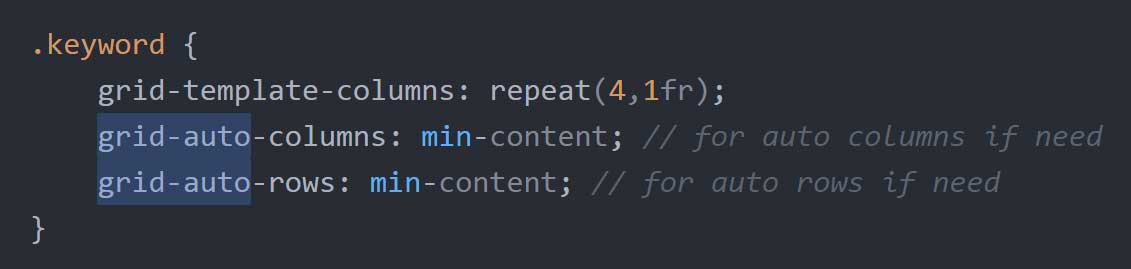 .keyword {
    grid-template-columns: repeat(4,1fr);
    grid-auto-columns: min-content; // for auto columns if need
    grid-auto-rows: min-content; // for auto rows if need
}